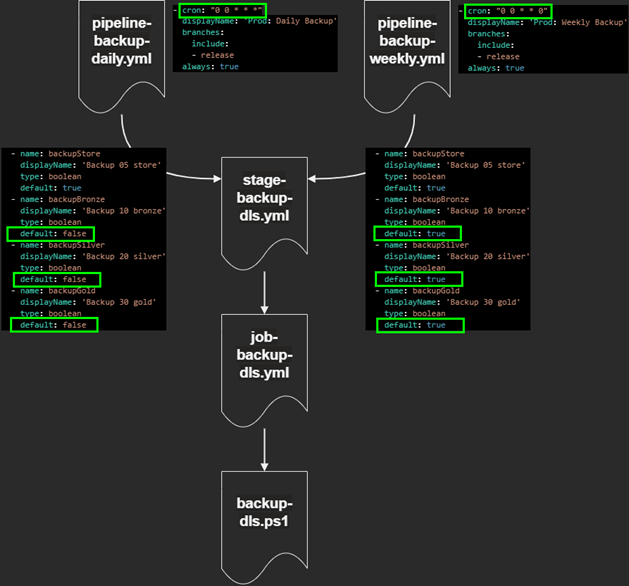 pipeline-
backup-
daily.yml
- cron: "0 0 * * *"
displayName: 'Prod: Daily Backup'
branches:
include:
- release
always: true
pipeline-
backup-
weekly.yml
- cron: "0 0 * * 0"
displayName: 'Prod: Weekly Backup'
branches:
include:
- release
always: true
- name: backupStore
displayName: 'Backup 05 store'
type: boolean
default: true
- name: backupBronze
displayName: 'Backup 10 bronze'
type: boolean
default: false
- name: backupSilver
displayName: 'Backup 20 silver'
type: boolean
default: false
- name: backupGold
displayName: 'Backup 30 gold'
type: boolean
default: false
stage-
backup-
dls.yml
- name: backupStore
displayName: 'Backup 05 store'
type: boolean
default: true
- name: backupBronze
displayName: 'Backup 10 bronze'
type: boolean
default: true
- name: backupSilver
displayName: 'Backup 20 silver'
type: boolean
default: true
- name: backupGold
displayName: 'Backup 30 gold'
type: boolean
default: true
job-
backup-
dls.yml
backup-
dls.ps1